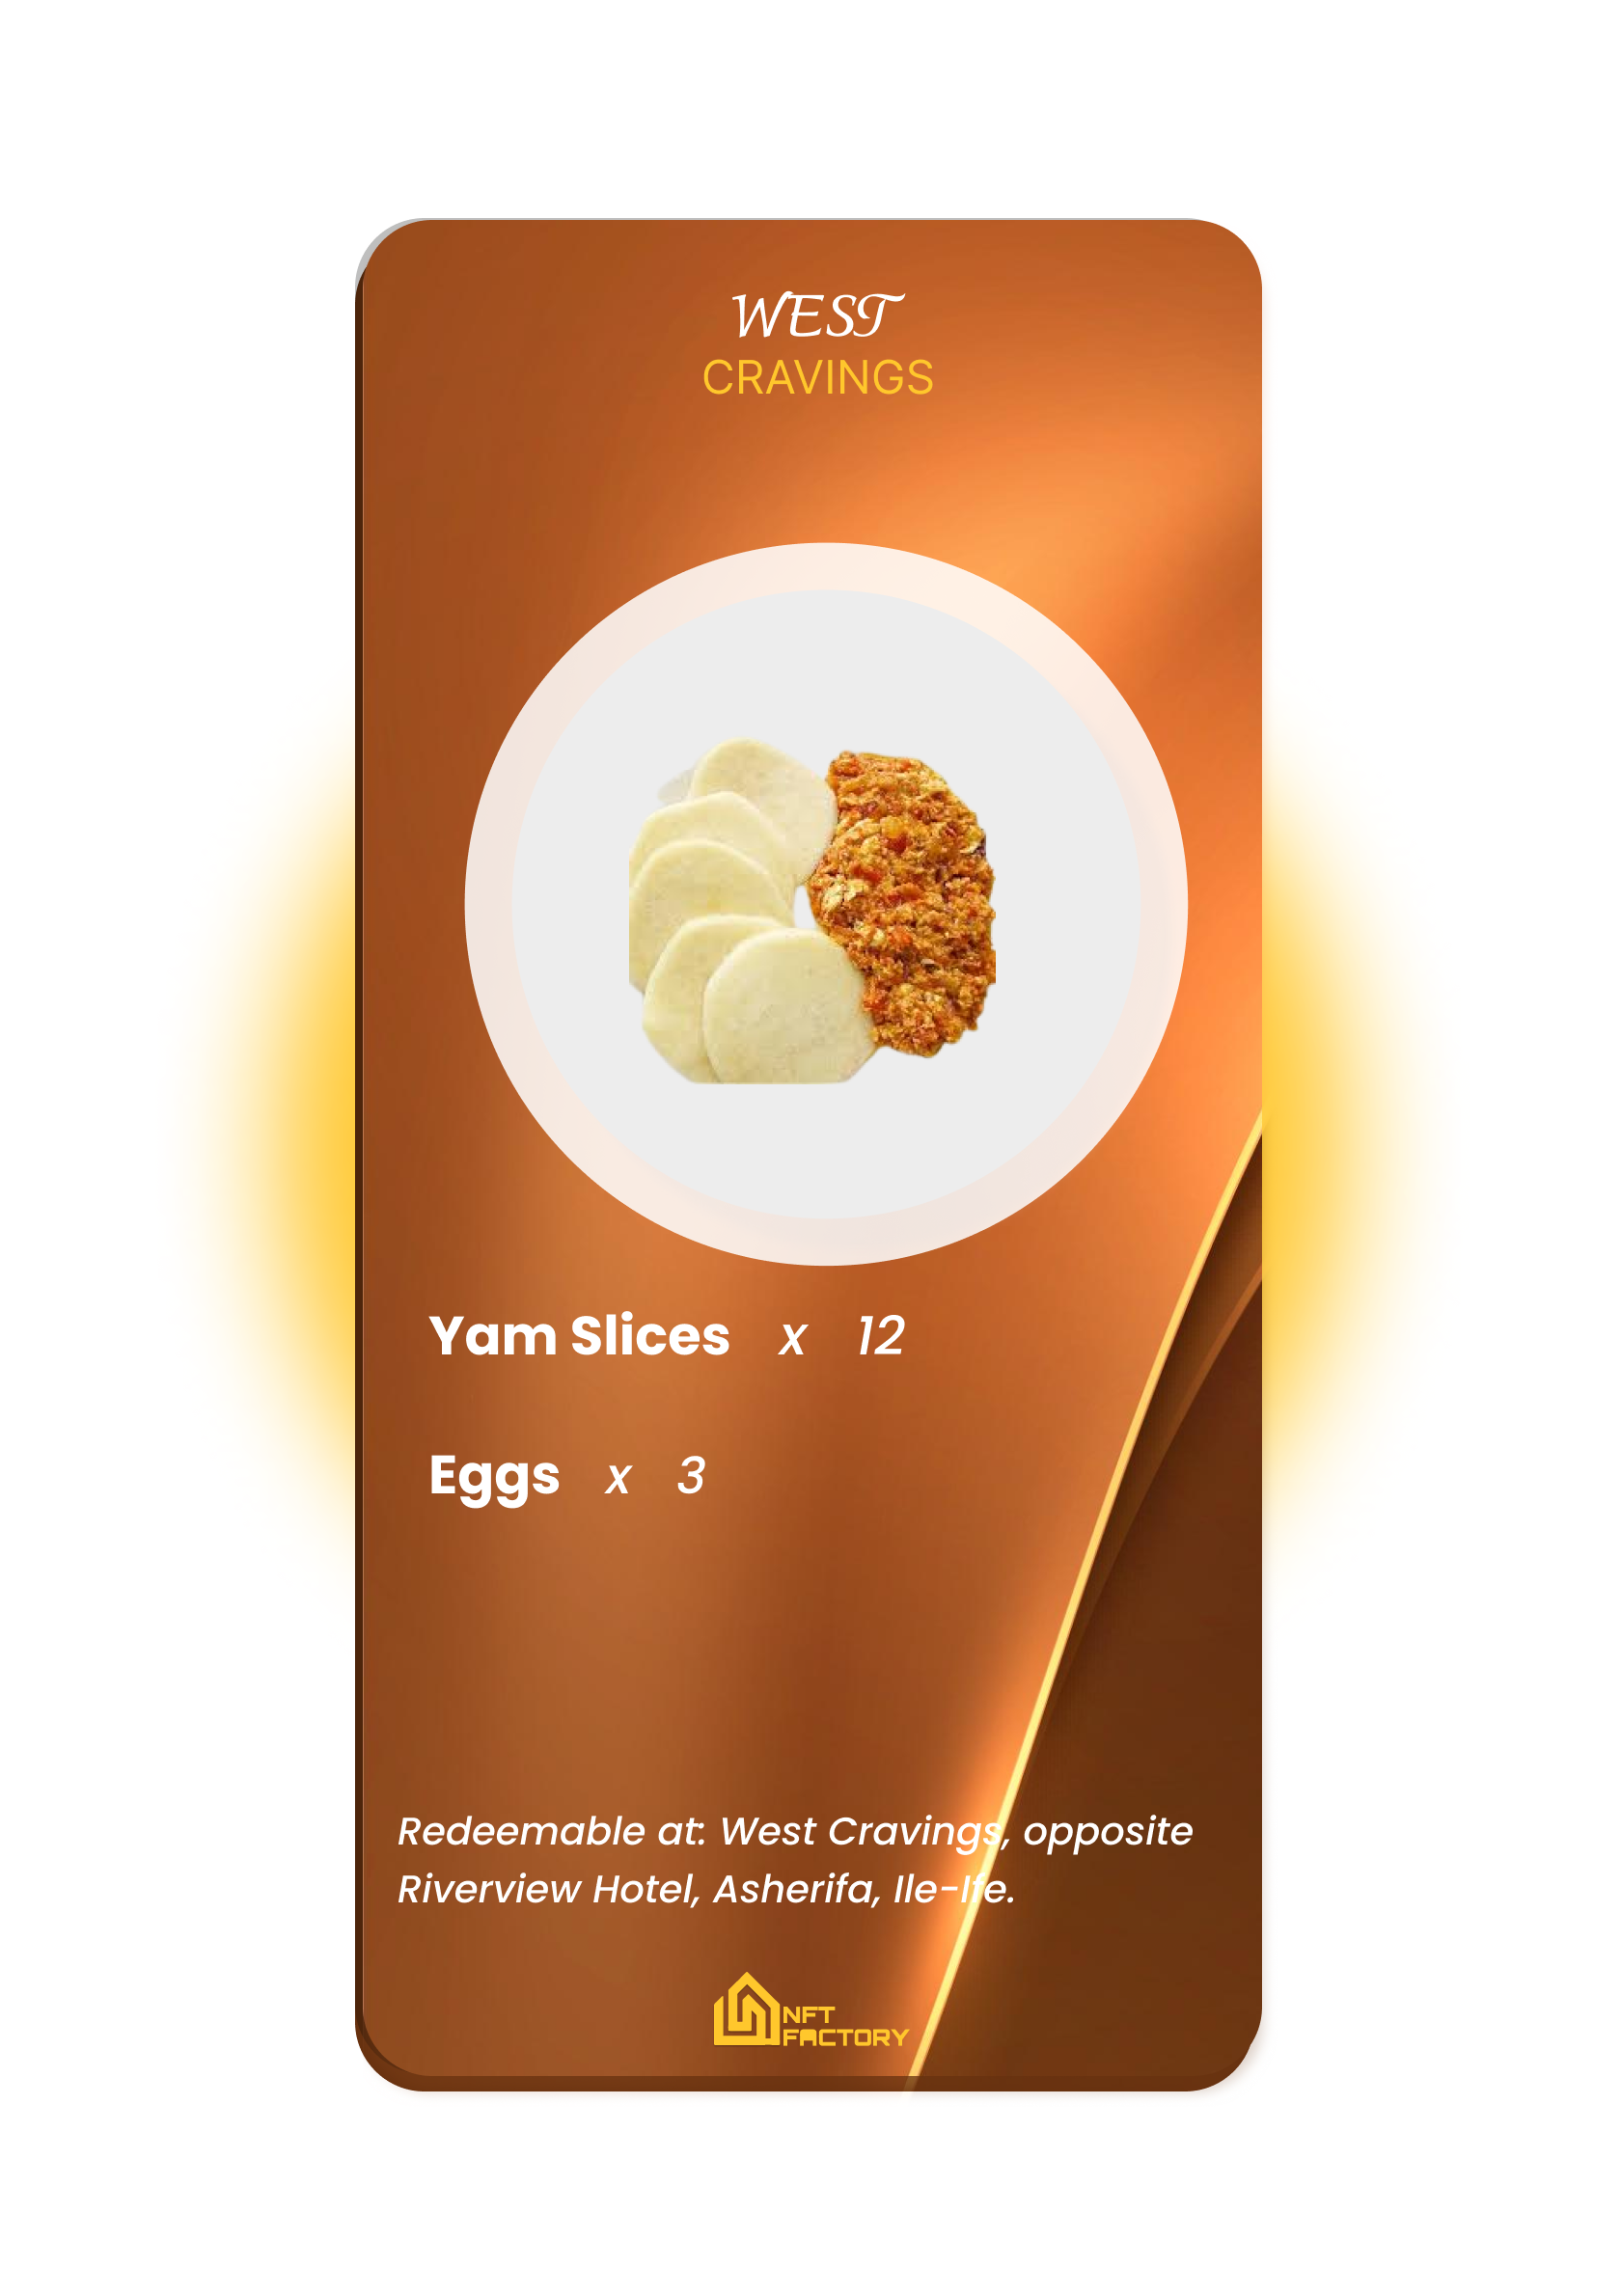 WEST
CRAVINGS
Yam Slices x 12
Eggs x 3
Redeemable at: West Cravings, opposite
Riverview Hotel, Asherifa, Ile-Ife.
NFT
FACTORY